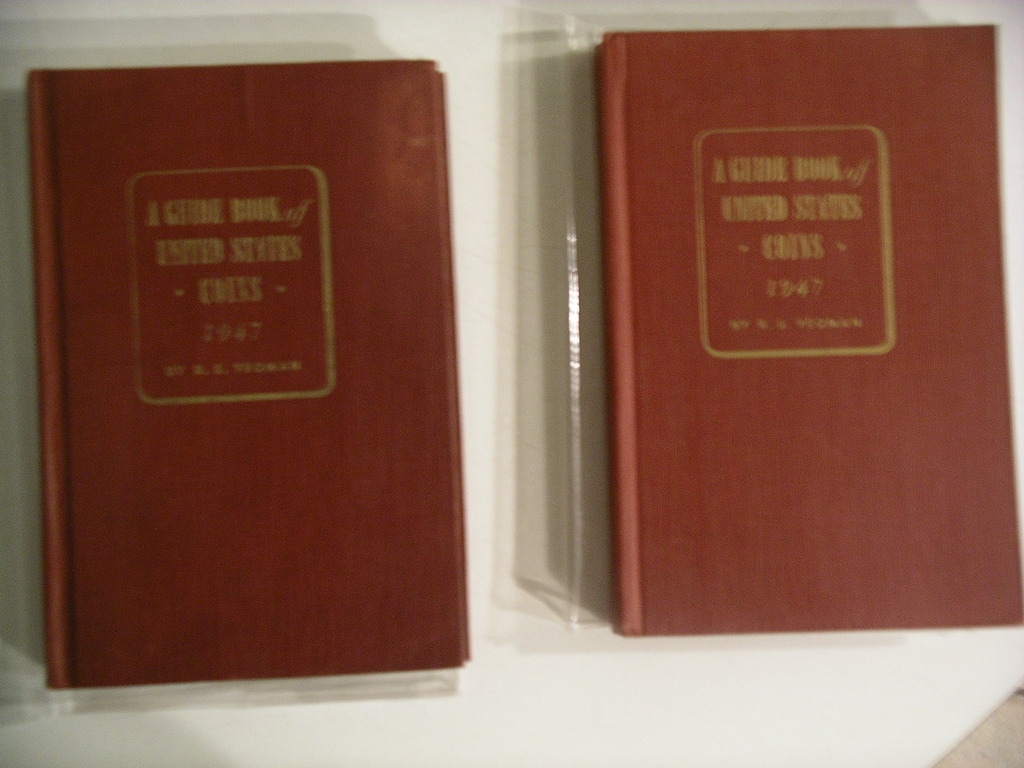 A GUIDE BOOK of
UNITED STATES
~ COINS ~
1947
BY R. S. YEOMAN
A GUIDE BOOK of
UNITED STATES
~ COINS ~
1947
BY R. S. YEOMAN